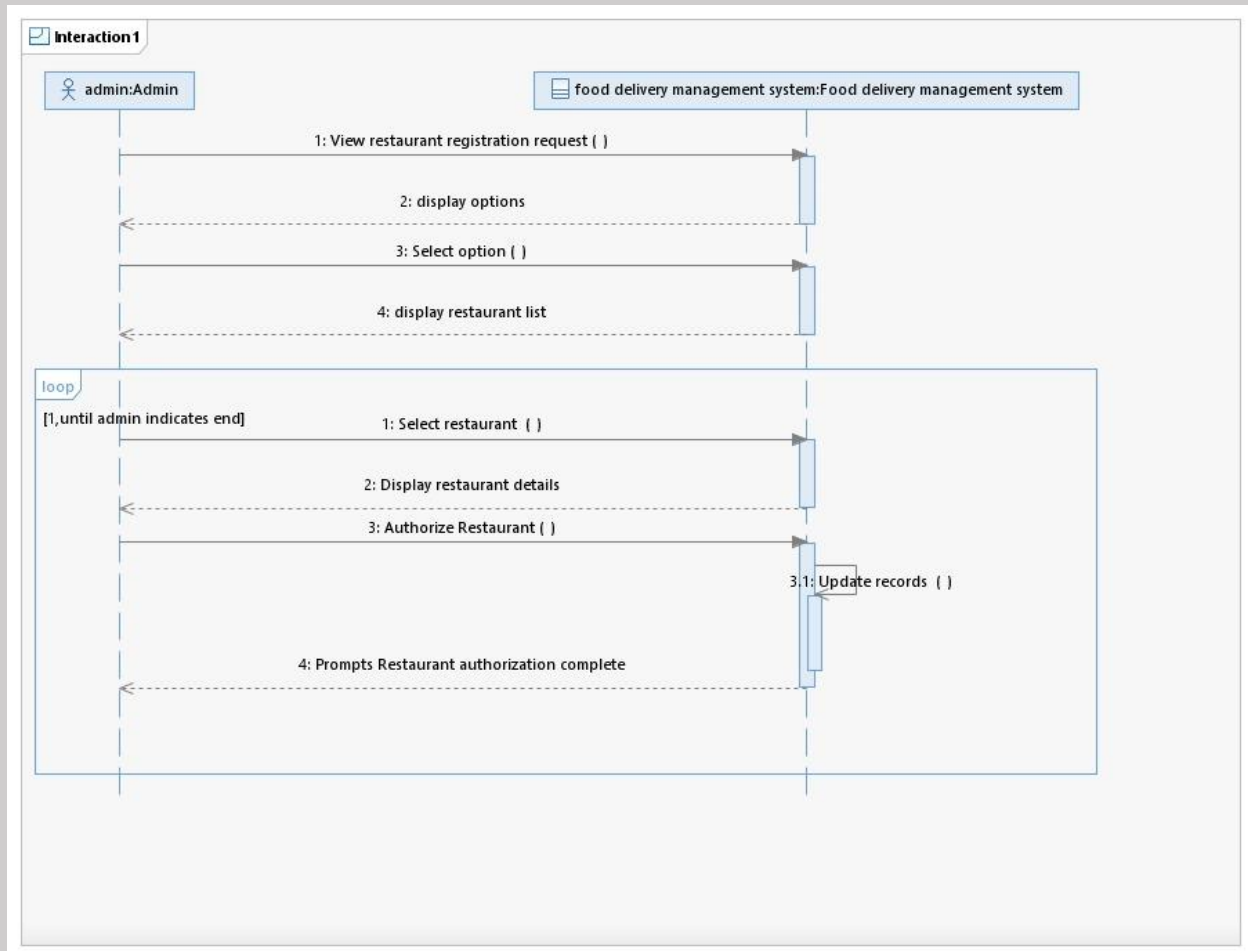 Interaction1
admin:Admin
food delivery management system:Food delivery management system
1: View restaurant registration request ( )
2: display options
3: Select option ( )
4: display restaurant list
loop
[1,until admin indicates end]
1: Select restaurant  ( )
2: Display restaurant details
3: Authorize Restaurant ( )
3.1: Update records  ( )
4: Prompts Restaurant authorization complete